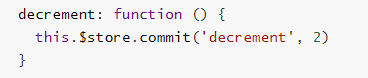 decrement: function () {
  this.$store.commit('decrement', 2)
}